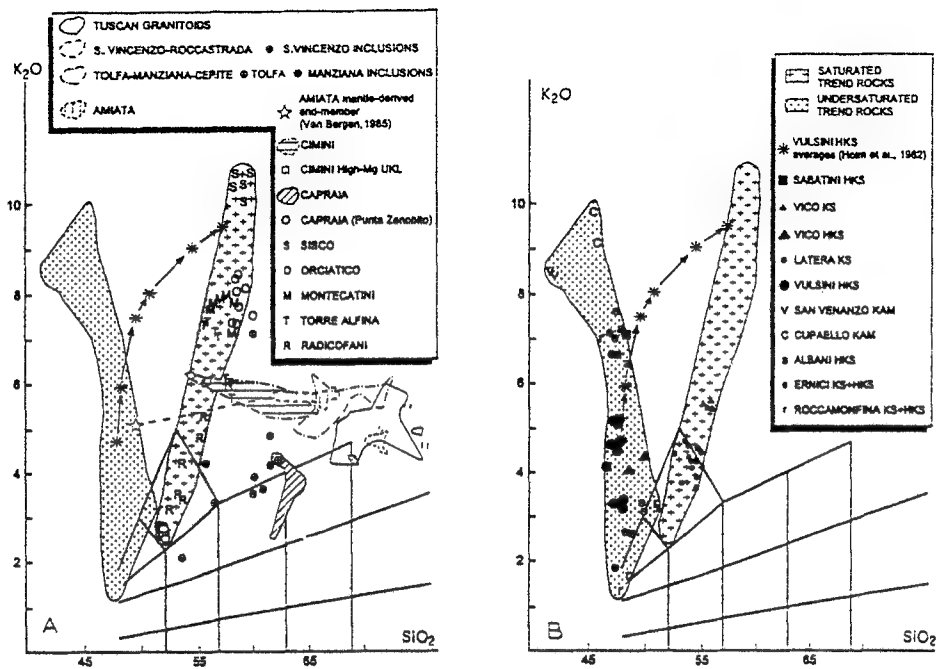 TUSCAN GRANITOIDS
S. VINCENZO-ROCCASTRADA
S.VINCENZO INCLUSIONS
TOLFA-MANZIANA-CERITE
TOLFA
MANZIANA INCLUSIONS
AMIATA
AMIATA mantle-derived
end-member
(Van Bergen, 1985)
CIMINI
CIMINI High-Mg UKL
CAPRAIA
CAPRAIA (Punta Zenobito)
S SISCO
O ORCIATICO
M MONTECATINI
T TORRE ALFINA
R RADICOFANI
K2O
10
8
6
4
2
A
SiO2
45
55
65
SATURATED
TREND ROCKS
UNDERSATURATED
TREND ROCKS
VULSINI HKS
averages (Holm et al., 1982)
SABATINI HKS
VICO KS
VICO HKS
LATERA KS
VULSINI HKS
V SAN VENANZO KAM
C CUPAELLO KAM
ALBANI HKS
ERNICI KS+HKS
r ROCCAMONFINA KS+HKS
K2O
10
8
6
4
2
B
SiO2
45
55
65